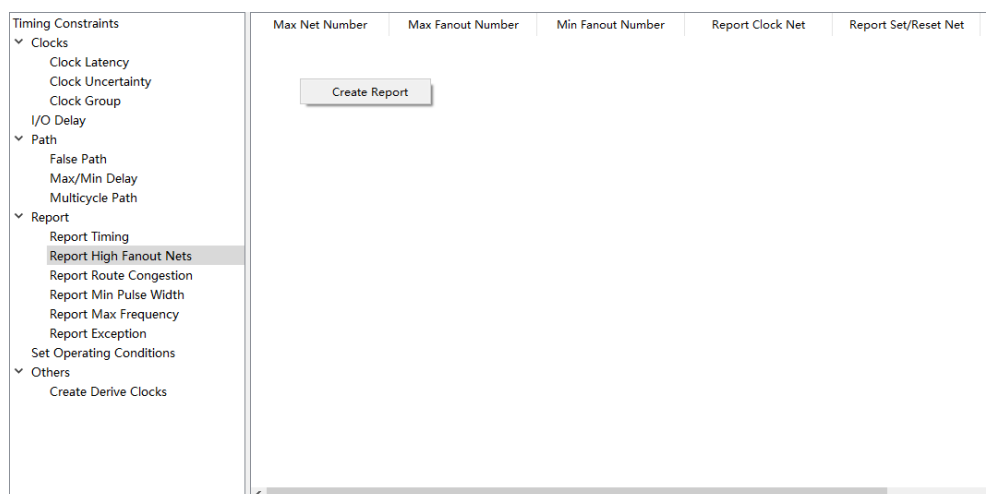 Timing Constraints
Clocks
Clock Latency
Clock Uncertainty
Clock Group
I/O Delay
Path
False Path
Max/Min Delay
Multicycle Path
Report
Report Timing
Report High Fanout Nets
Report Route Congestion
Report Min Pulse Width
Report Max Frequency
Report Exception
Set Operating Conditions
Others
Create Derive Clocks
Max Net Number Max Fanout Number Min Fanout Number Report Clock Net Report Set/Reset Net
Create Report